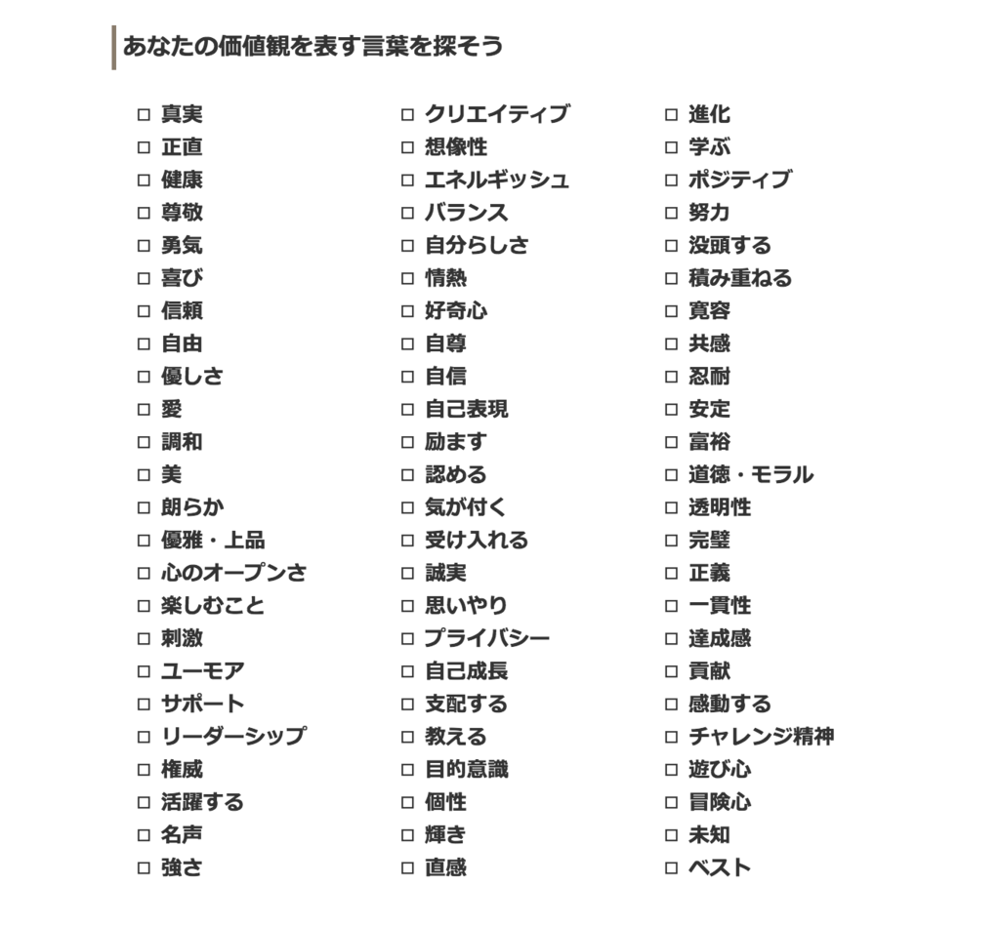 あなたの価値観を表す言葉を探そう
□ 真実
□ 正直
□ 健康
□ 尊敬
□ 勇気
□ 喜び
□ 信頼
□ 自由
□ 優しさ
□ 愛
□ 調和
□ 美
□ 朗らか
□ 優雅・上品
□ 心のオープンさ
□ 楽しむこと
□ 刺激
□ ユーモア
□ サポート
□ リーダーシップ
□ 権威
□ 活躍する
□ 名声
□ 強さ
□ クリエイティブ
□ 想像性
□ エネルギッシュ
□ バランス
□ 自分らしさ
□ 情熱
□ 好奇心
□ 自尊
□ 自信
□ 自己表現
□ 励ます
□ 認める
□ 気が付く
□ 受け入れる
□ 誠実
□ 思いやり
□ プライバシー
□ 自己成長
□ 支配する
□ 教える
□ 目的意識
□ 個性
□ 輝き
□ 直感
□ 進化
□ 学ぶ
□ ポジティブ
□ 努力
□ 没頭する
□ 積み重ねる
□ 寛容
□ 共感
□ 忍耐
□ 安定
□ 富裕
□ 道徳・モラル
□ 透明性
□ 完璧
□ 正義
□ 一貫性
□ 達成感
□ 貢献
□ 感動する
□ チャレンジ精神
□ 遊び心
□ 冒険心
□ 未知
□ ベスト